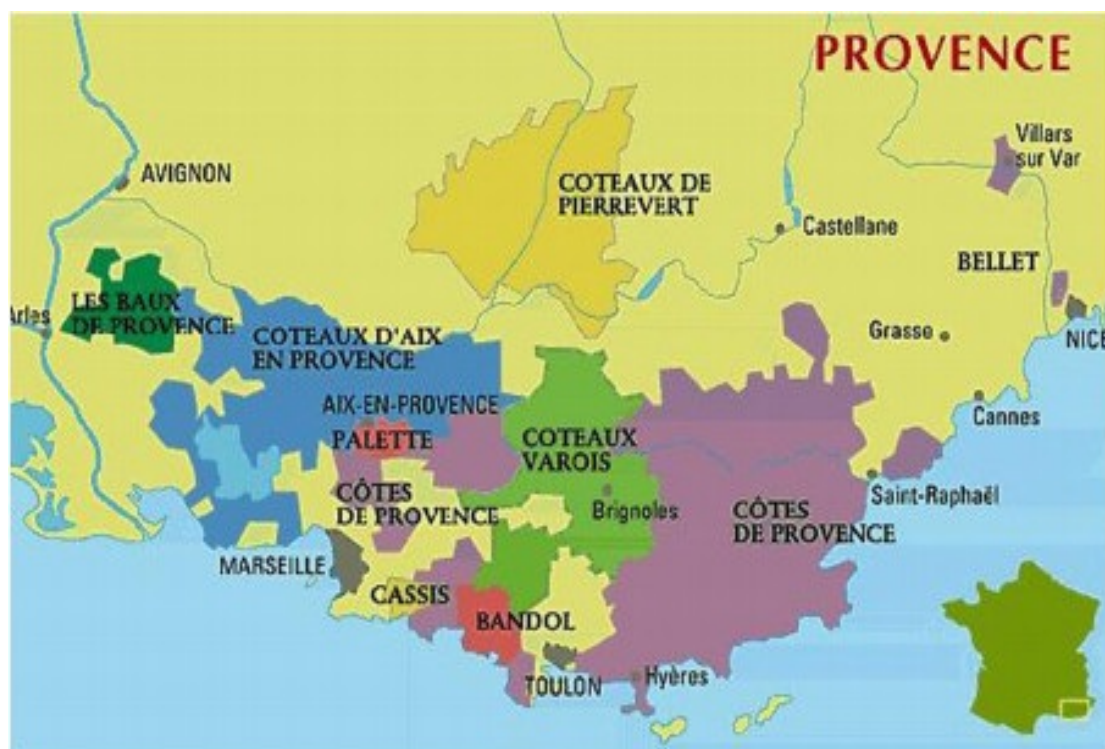 PROVENCE
Villars
sur Var
AVIGNON
COTEAUX DE
PIERREVERT
Castellane
BELLET
LES BAUX
DE PROVENCE
Arles
COTEAUX D'AIX
EN PROVENCE
Grasse
NICE
AIX-EN-PROVENCE
Cannes
PALETTE
COTEAUX
VAROIS
CÔTES
DE PROVENCE
Brignoles
CÔTES
DE PROVENCE
Saint-Raphaël
MARSEILLE
CASSIS
BANDOL
TOULON
Hyères